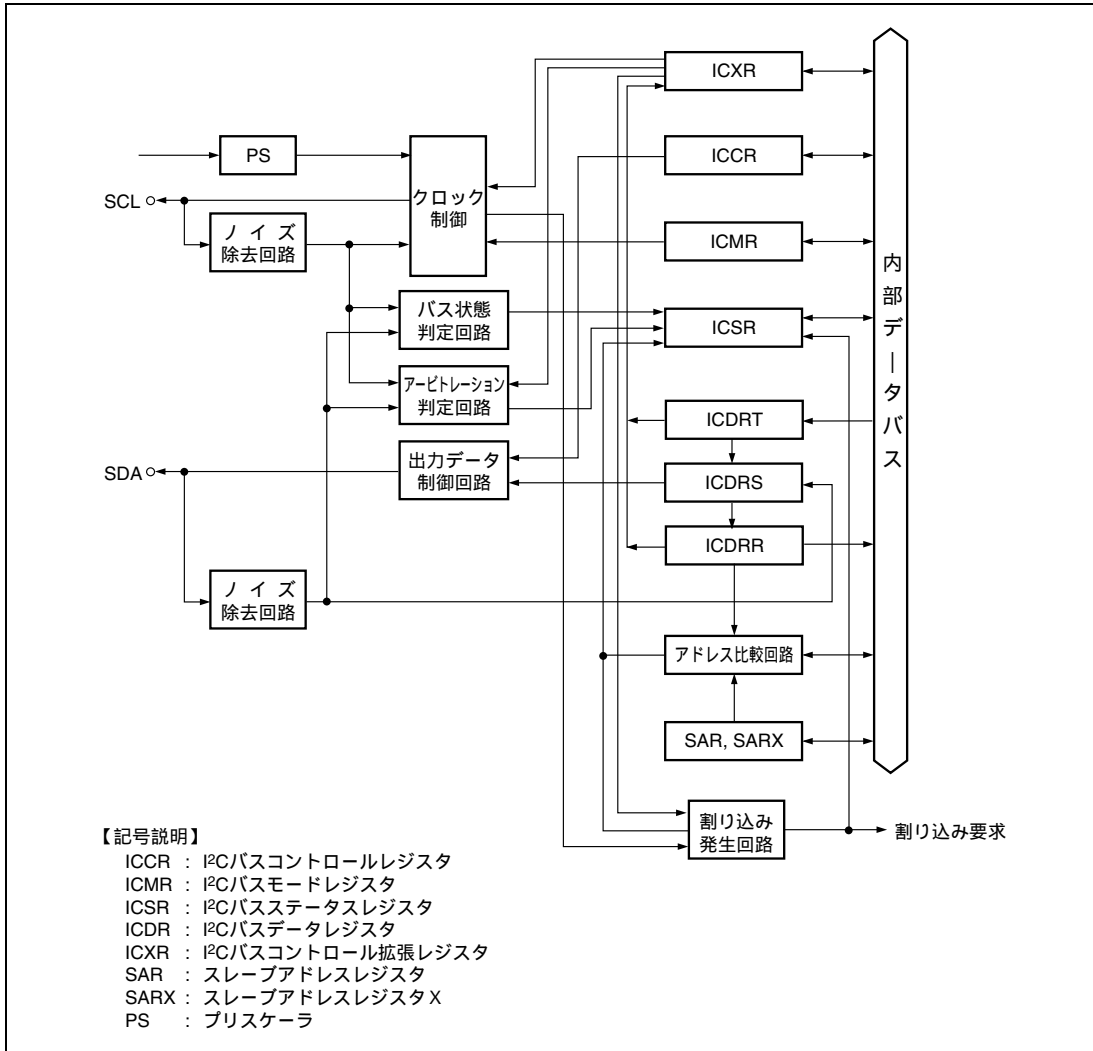 ICXR
PS
ICCR
SCL
クロック
制御
ノイズ
除去回路
ICMR
内部データバス
バス状態
判定回路
ICSR
アービトレーション
判定回路
ICDRT
SDA
出力データ
制御回路
ICDRS
ICDRR
ノイズ
除去回路
アドレス比較回路
SAR, SARX
割り込み
発生回路
割り込み要求
【記号説明】
ICCR : I²Cバスコントロールレジスタ
ICMR : I²Cバスモードレジスタ
ICSR : I²Cバスステータスレジスタ
ICDR : I²Cバスデータレジスタ
ICXR : I²Cバスコントロール拡張レジスタ
SAR : スレーブアドレスレジスタ
SARX : スレーブアドレスレジスタX
PS : プリスケーラ